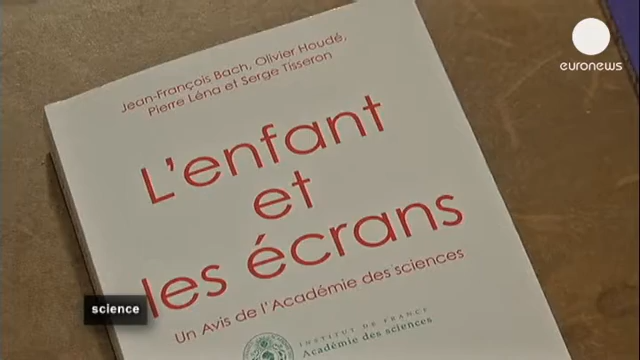 euronews
Jean-François Bach, Olivier Houdé,
Pierre Léna et Serge Tisseron
L'enfant
et
les écrans
Un Avis de l'Académie des sciences
INSTITUT DE FRANCE
Académie des sciences
science